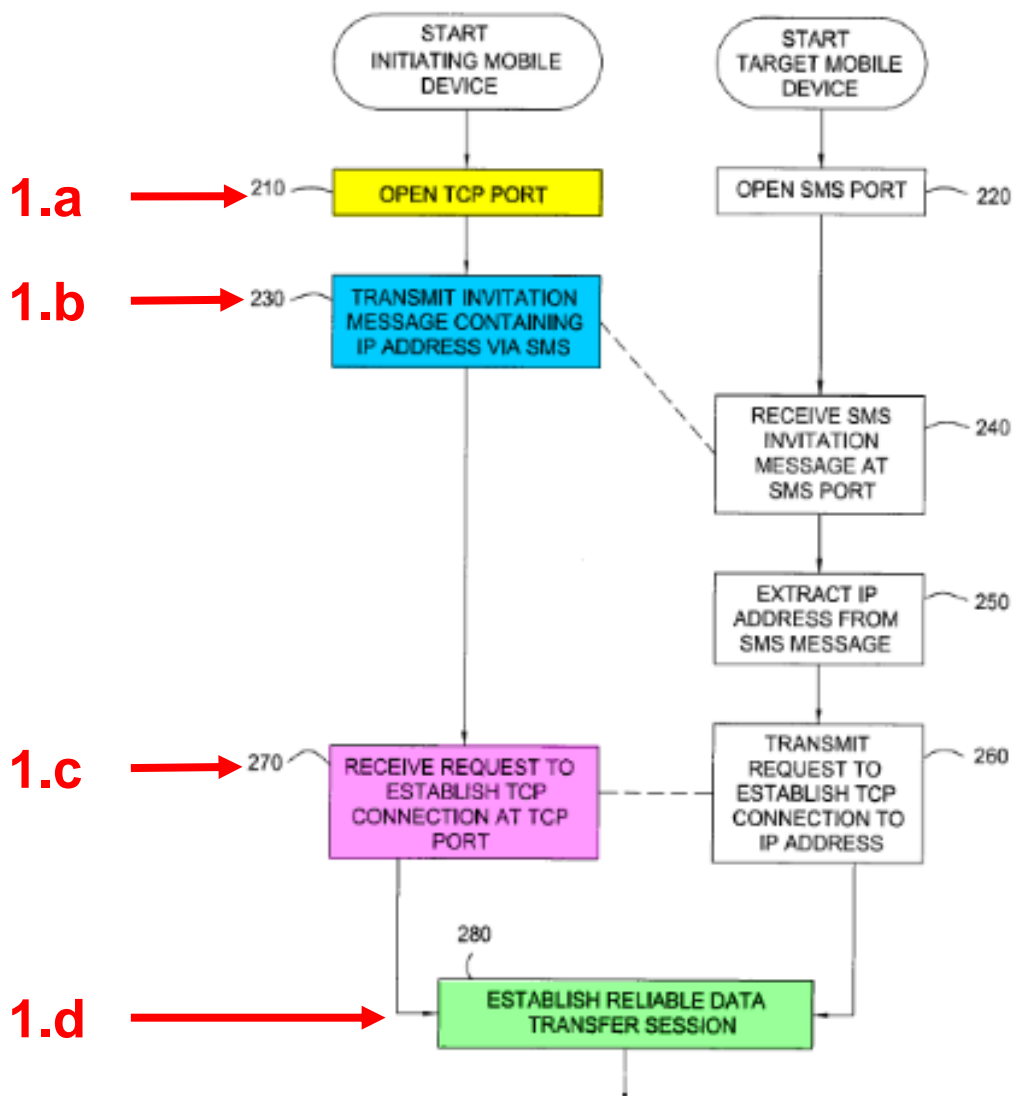 START
INITIATING MOBILE
DEVICE
START
TARGET MOBILE
DEVICE
1.a
210
OPEN TCP PORT
OPEN SMS PORT
220
1.b
230
TRANSMIT INVITATION
MESSAGE CONTAINING
IP ADDRESS VIA SMS
RECEIVE SMS
INVITATION
MESSAGE AT
SMS PORT
240
EXTRACT IP
ADDRESS FROM
SMS MESSAGE
250
1.c
270
RECEIVE REQUEST TO
ESTABLISH TCP
CONNECTION AT TCP
PORT
TRANSMIT
REQUEST TO
ESTABLISH TCP
CONNECTION TO
IP ADDRESS
260
280
1.d
ESTABLISH RELIABLE DATA
TRANSFER SESSION